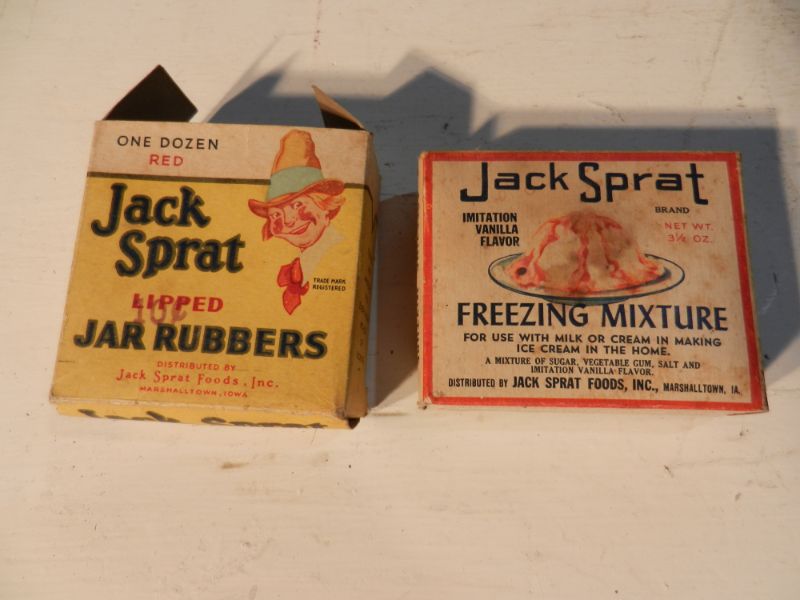 ONE DOZEN
RED
Jack
Sprat
TRADE MARK
REGISTERED
LIPPED
10¢
JAR RUBBERS
DISTRIBUTED BY
Jack Sprat Foods, Inc.
MARSHALLTOWN, IOWA
Jack Sprat
Jack Sprat
BRAND
IMITATION
VANILLA
FLAVOR
NET WT.
3½ OZ.
FREEZING MIXTURE
FOR USE WITH MILK OR CREAM IN MAKING
ICE CREAM IN THE HOME.
A MIXTURE OF SUGAR, VEGETABLE GUM, SALT AND
IMITATION VANILLA FLAVOR.
DISTRIBUTED BY JACK SPRAT FOODS, INC., MARSHALLTOWN, IA.